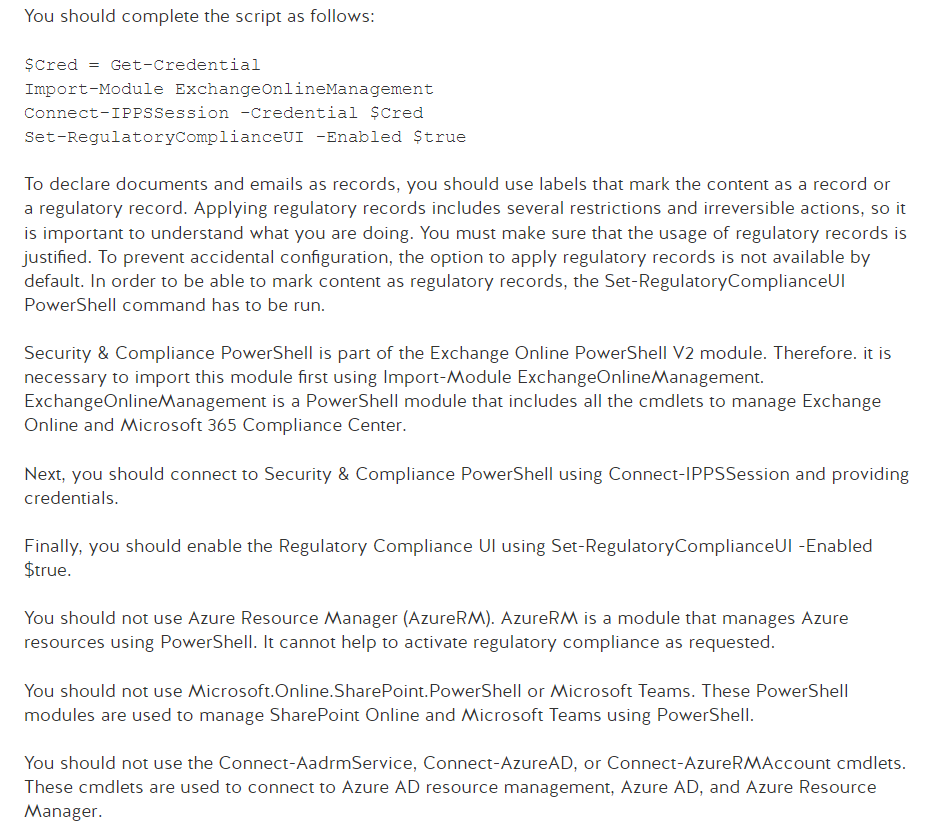 You should complete the script as follows:
$Cred = Get-Credential
Import-Module ExchangeOnlineManagement
Connect-IPPSSession -Credential $Cred
Set-RegulatoryComplianceUI -Enabled $true
To declare documents and emails as records, you should use labels that mark the content as a record or
a regulatory record. Applying regulatory records includes several restrictions and irreversible actions, so it
is important to understand what you are doing. You must make sure that the usage of regulatory records is
justified. To prevent accidental configuration, the option to apply regulatory records is not available by
default. In order to be able to mark content as regulatory records, the Set-RegulatoryComplianceUI
PowerShell command has to be run.
Security & Compliance PowerShell is part of the Exchange Online PowerShell V2 module. Therefore. it is
necessary to import this module first using Import-Module ExchangeOnlineManagement.
ExchangeOnlineManagement is a PowerShell module that includes all the cmdlets to manage Exchange
Online and Microsoft 365 Compliance Center.
Next, you should connect to Security & Compliance PowerShell using Connect-IPPSSession and providing
credentials.
Finally, you should enable the Regulatory Compliance UI using Set-RegulatoryComplianceUI -Enabled
$true.
You should not use Azure Resource Manager (AzureRM). AzureRM is a module that manages Azure
resources using PowerShell. It cannot help to activate regulatory compliance as requested.
You should not use Microsoft.Online.SharePoint.PowerShell or Microsoft Teams. These PowerShell
modules are used to manage SharePoint Online and Microsoft Teams using PowerShell.
You should not use the Connect-AadrmService, Connect-AzureAD, or Connect-AzureRMAccount cmdlets.
These cmdlets are used to connect to Azure AD resource management, Azure AD, and Azure Resource
Manager.